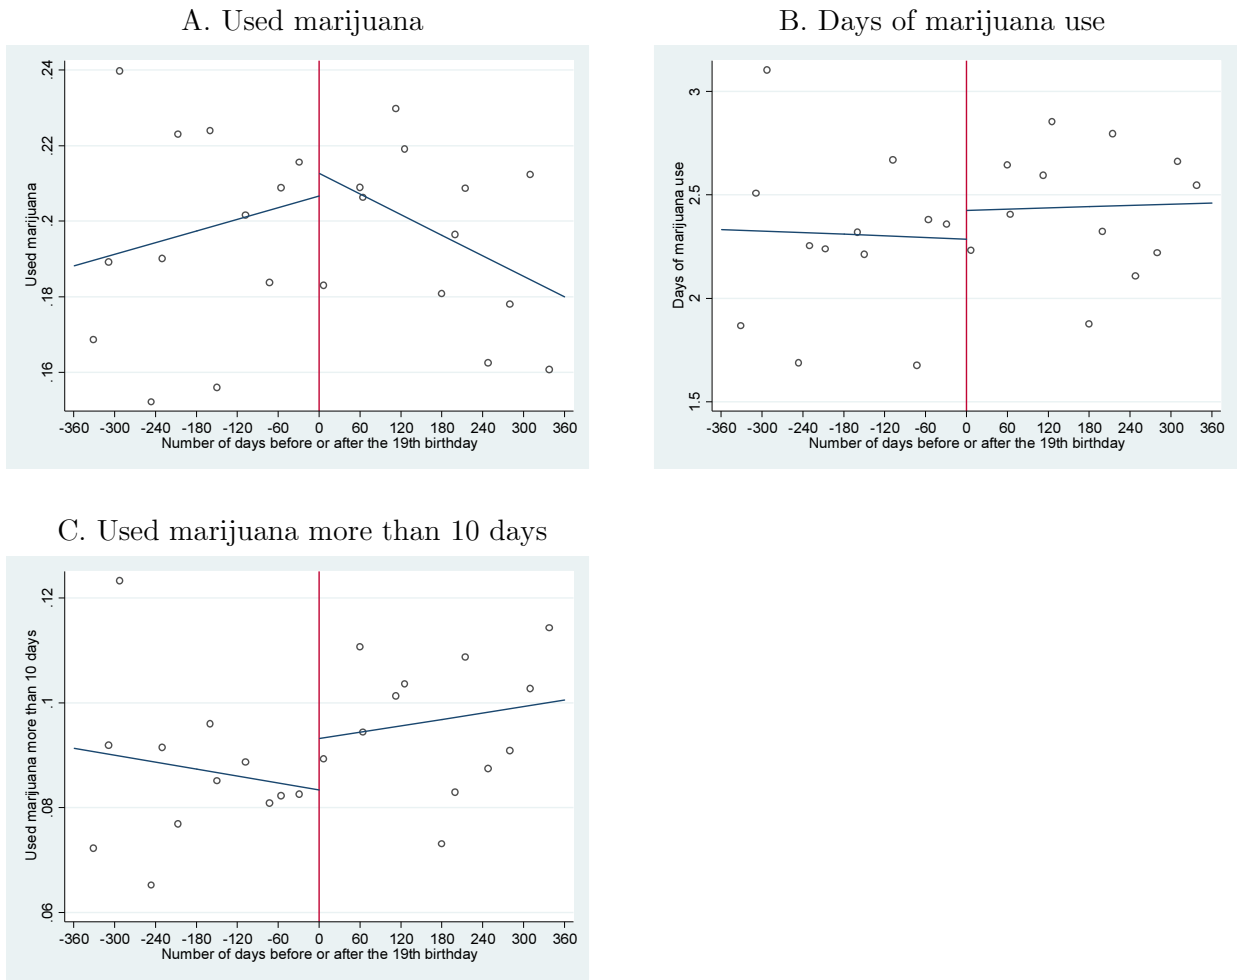 A. Used marijuana
Used marijuana
.24
.22
.2
.18
.16
-360 -300 -240 -180 -120 -60 0 60 120 180 240 300 360
Number of days before or after the 19th birthday
B. Days of marijuana use
Days of marijuana use
3
2.5
2
1.5
-360 -300 -240 -180 -120 -60 0 60 120 180 240 300 360
Number of days before or after the 19th birthday
C. Used marijuana more than 10 days
Used marijuana more than 10 days
.12
.1
.08
.06
-360 -300 -240 -180 -120 -60 0 60 120 180 240 300 360
Number of days before or after the 19th birthday